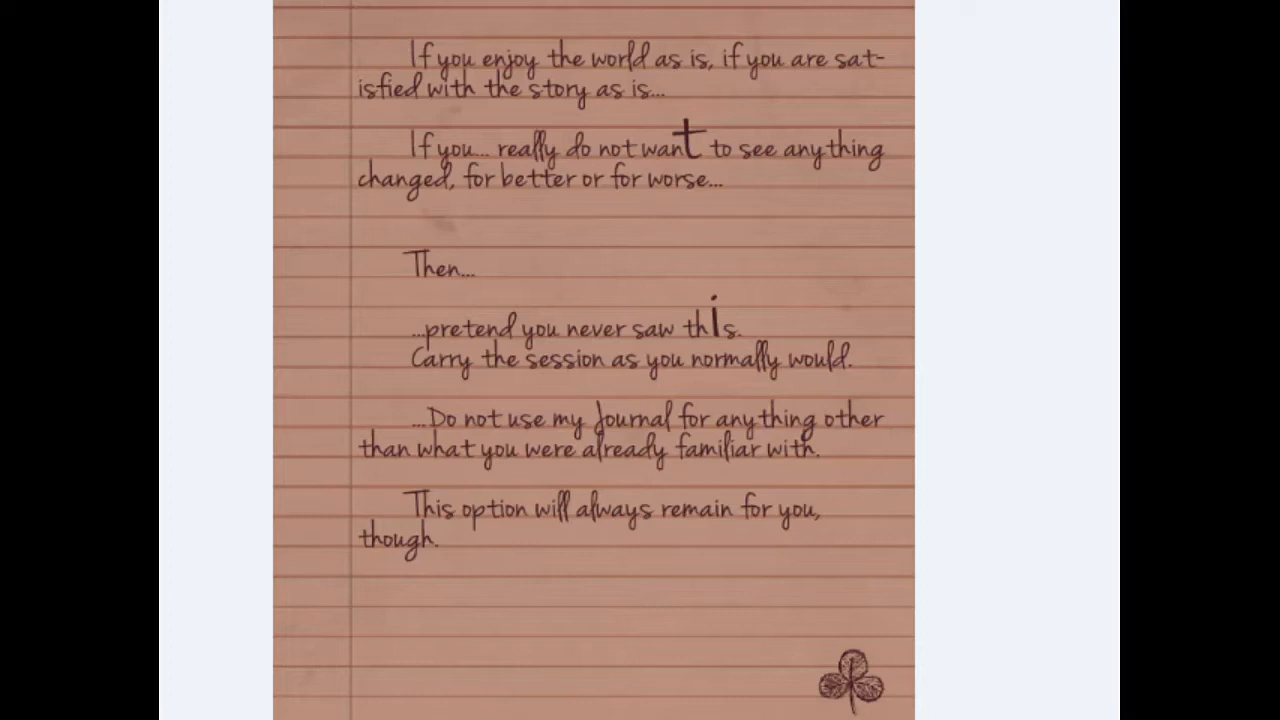 If you enjoy the world as is, if you are sat-
isfied with the story as is...
If you... really do not want to see anything
changed, for better or for worse...
Then...
...pretend you never saw this.
Carry the session as you normally would.
...Do not use my Journal for anything other
than what you were already familiar with.
This option will always remain for you,
though.